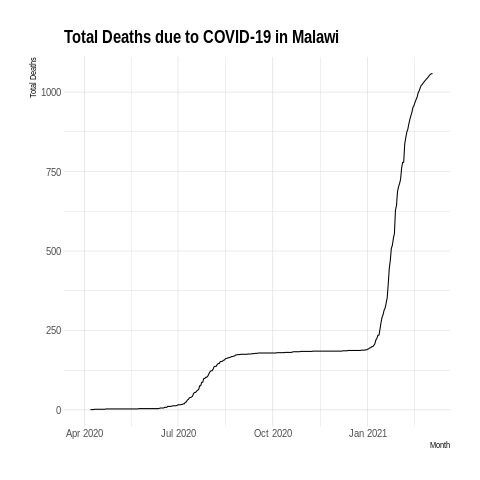 Total Deaths due to COVID-19 in Malawi
Total Deaths
1000
750
500
250
0
Apr 2020
Jul 2020
Oct 2020
Jan 2021
Month